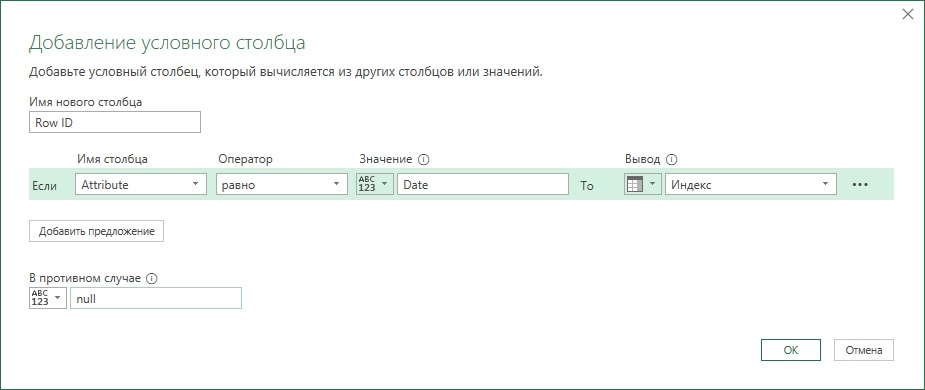 Добавление условного столбца
Добавьте условный столбец, который вычисляется из других столбцов или значений.
Имя нового столбца
Row ID
Имя столбца Оператор Значение Вывод
Если Attribute равно ABC 123 Date То Индекс
Добавить предложение
В противном случае
ABC 123 null
OK Отмена